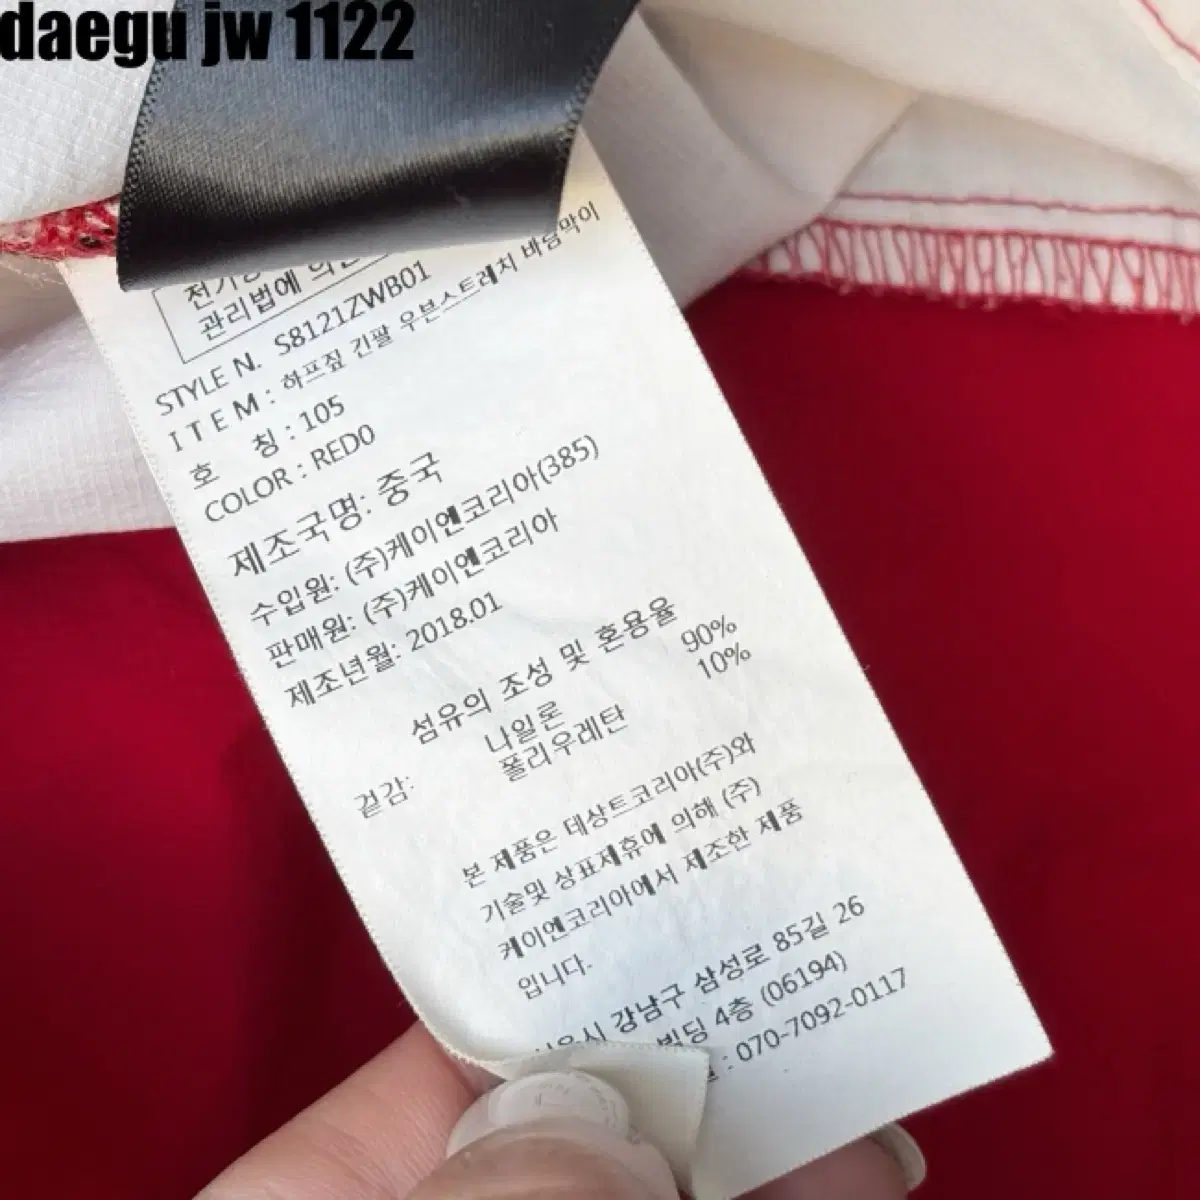 daegu jw 1122
관리법에
STYLE N. S8121ZWB01
ITEM : 하프짚 긴팔 우븐스트레치 바람막이
호 칭 : 105
COLOR : RED0
제조국명: 중국
수입원: (주)케이엔코리아(385)
판매원: (주)케이엔코리아
제조년월: 2018.01
섬유의 조성 및 혼용율
나일론 90%
겉감: 폴리우레탄 10%
본 제품은 데상트코리아(주)와
기술및 상표제휴에 의해 (주)
케이엔코리아에서 제조한 제품
입니다.
강남구 삼성로 85길 26
빌딩 4층 (06194)
: 070-7092-0117